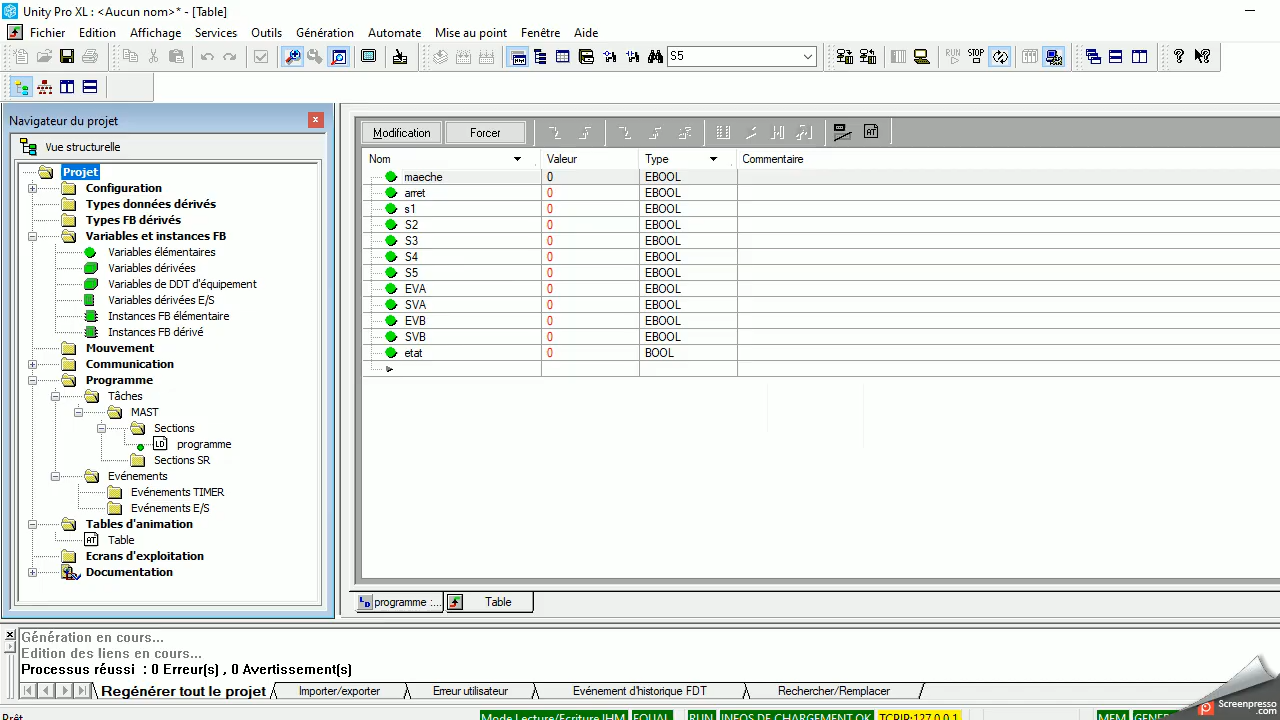 Unity Pro XL : <Aucun nom>* - [Table]
Fichier Edition Affichage Services Outils Génération Automate Mise au point Fenêtre Aide
S5
RUN STOP
Navigateur du projet
Vue structurelle
Projet
Configuration
Types données dérivés
Types FB dérivés
Variables et instances FB
Variables élémentaires
Variables dérivées
Variables de DDT d'équipement
Variables dérivées E/S
Instances FB élémentaire
Instances FB dérivé
Mouvement
Communication
Programme
Tâches
MAST
Sections
LD programme
Sections SR
Evénements
Evénements TIMER
Evénements E/S
Tables d'animation
Table
Ecrans d'exploitation
Documentation
Modification Forcer
Nom Valeur Type Commentaire
maeche 0 EBOOL
arret 0 EBOOL
s1 0 EBOOL
S2 0 EBOOL
S3 0 EBOOL
S4 0 EBOOL
S5 0 EBOOL
EVA 0 EBOOL
SVA 0 EBOOL
EVB 0 EBOOL
SVB 0 EBOOL
etat 0 BOOL
programme :... Table
Génération en cours...
Edition des liens en cours...
Processus réussi : 0 Erreur(s) , 0 Avertissement(s)
Regénérer tout le projet Importer/exporter Erreur utilisateur Evénement d'historique FDT Rechercher/Remplacer
Prêt Mode Lecture/Ecriture IHM EQUAL RUN INFOS DE CHARGEMENT OK TCPIP:127.0.0.1 MEM
Screenpresso.com